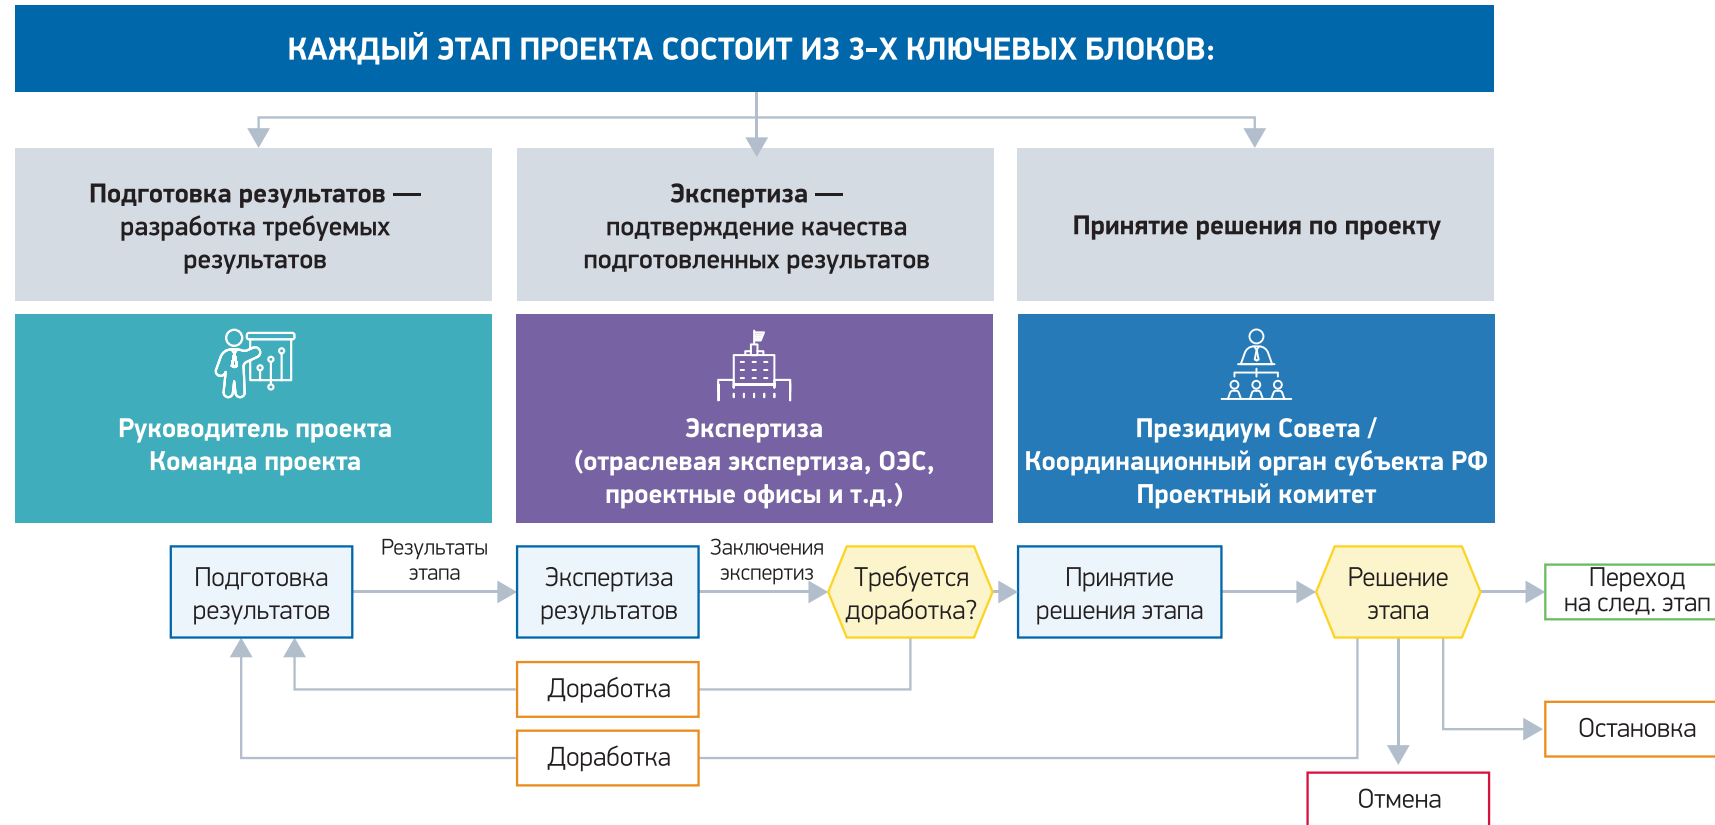 КАЖДЫЙ ЭТАП ПРОЕКТА СОСТОИТ ИЗ 3-Х КЛЮЧЕВЫХ БЛОКОВ:
Подготовка результатов —
разработка требуемых
результатов
Экспертиза —
подтверждение качества
подготовленных результатов
Принятие решения по проекту
Руководитель проекта
Команда проекта
Экспертиза
(отраслевая экспертиза, ОЭС,
проектные офисы и т.д.)
Президиум Совета /
Координационный орган субъекта РФ
Проектный комитет
Подготовка
результатов
Результаты
этапа
Экспертиза
результатов
Заключения
экспертиз
Требуется
доработка?
Принятие
решения этапа
Решение
этапа
Переход
на след. этап
Доработка
Доработка
Остановка
Отмена